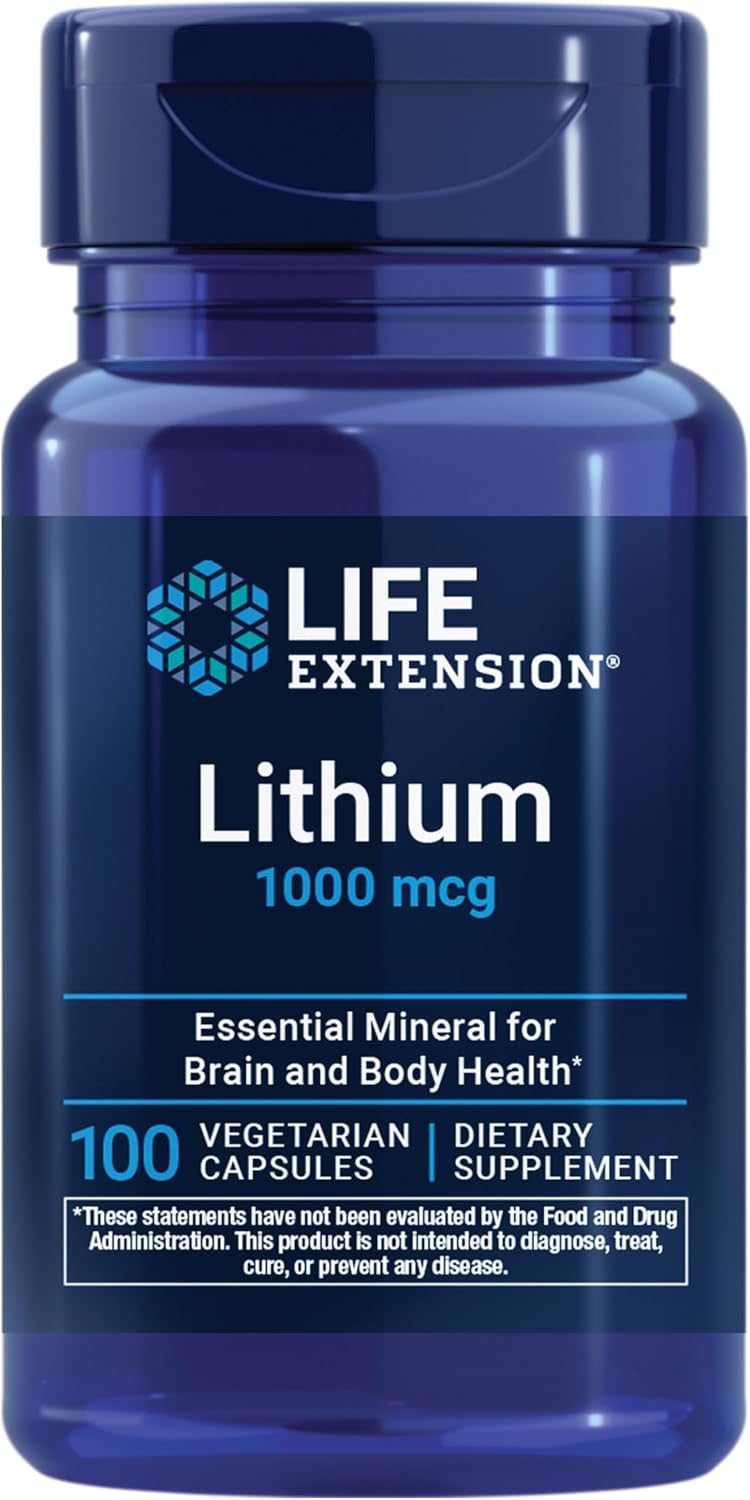 LIFE
EXTENSION®
Lithium
1000 mcg
Essential Mineral for
Brain and Body Health*
100 VEGETARIAN CAPSULES | DIETARY SUPPLEMENT
*These statements have not been evaluated by the Food and Drug
Administration. This product is not intended to diagnose, treat,
cure, or prevent any disease.